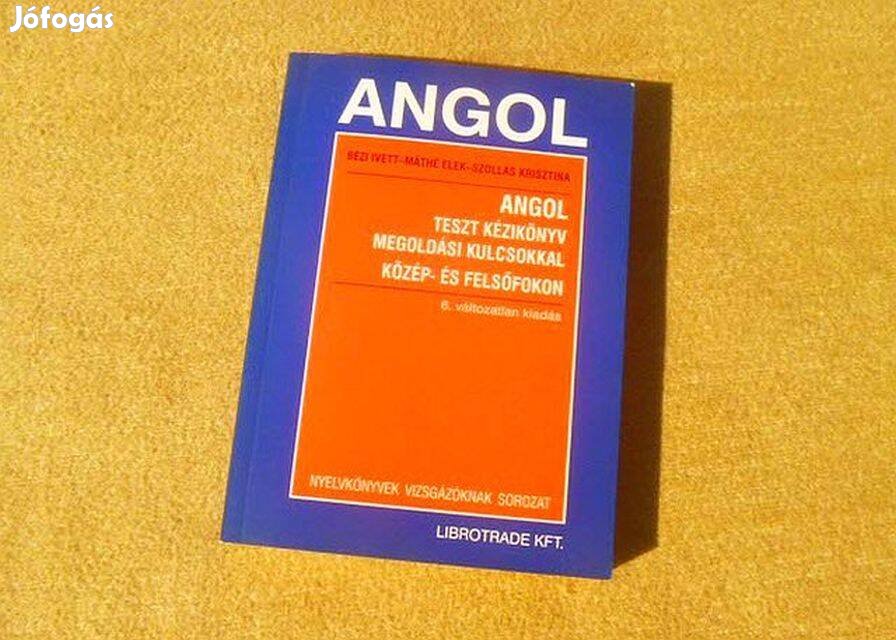 Jófogás
ANGOL
BÉZI IVETT–MÁTHÉ ELEK–SZŐLLÁS KRISZTINA
ANGOL
TESZT KÉZIKÖNYV
MEGOLDÁSI KULCSOKKAL
KÖZÉP- ÉS FELSŐFOKON
6. változatlan kiadás
NYELVKÖNYVEK VIZSGÁZÓKNAK SOROZAT
LIBROTRADE KFT.